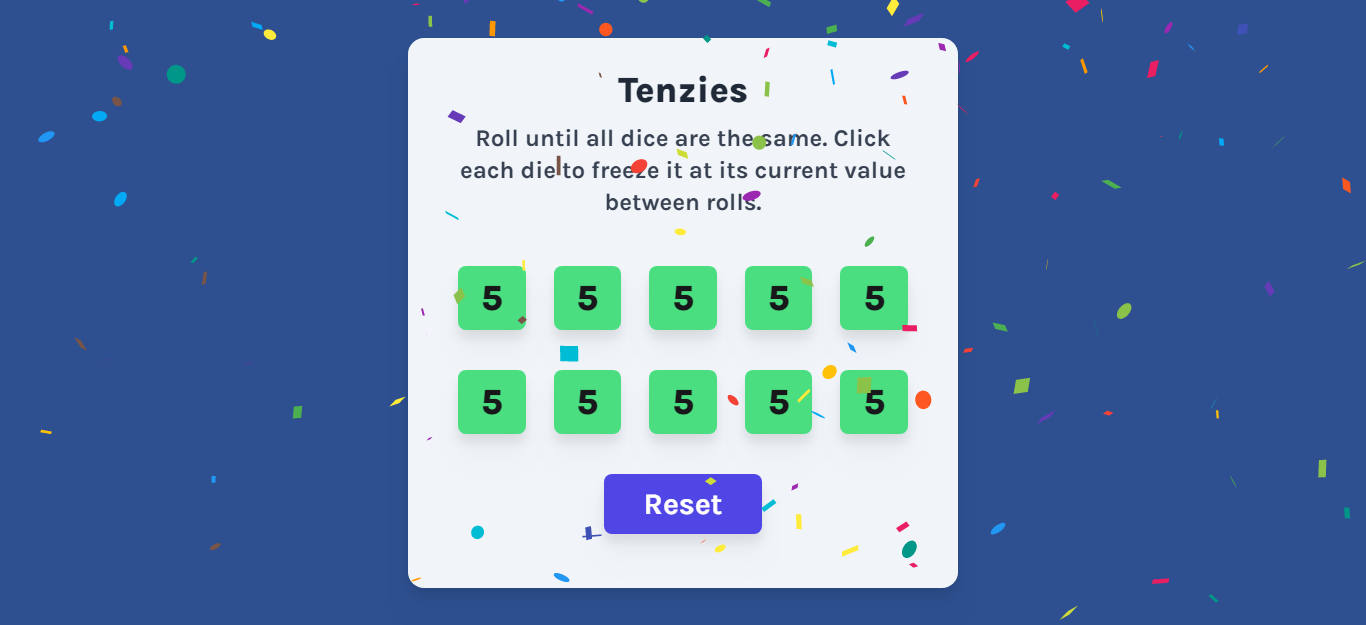 Tenzies
Roll until all dice are the same. Click
each die to freeze it at its current value
between rolls.
5 5 5 5 5
5 5 5 5 5
Reset